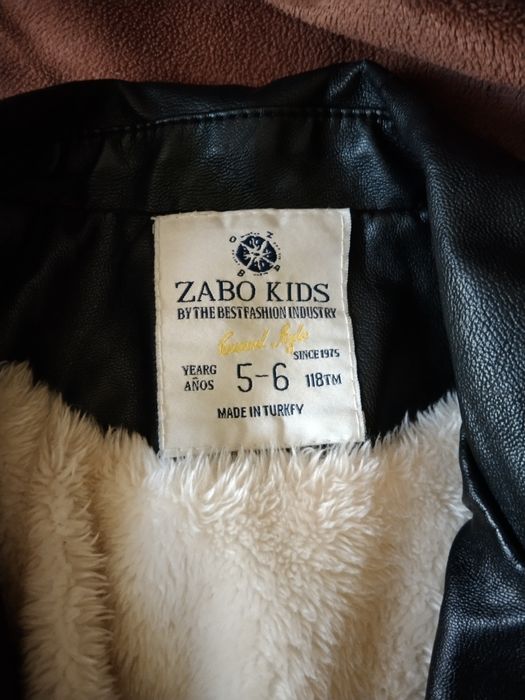 Z
O
A
B
ZABO KIDS
BY THE BESTFASHION INDUSTRY
Casual Style
SINCE 1975
YEARG
AÑOS
5-6
118TM
MADE IN TURKFY